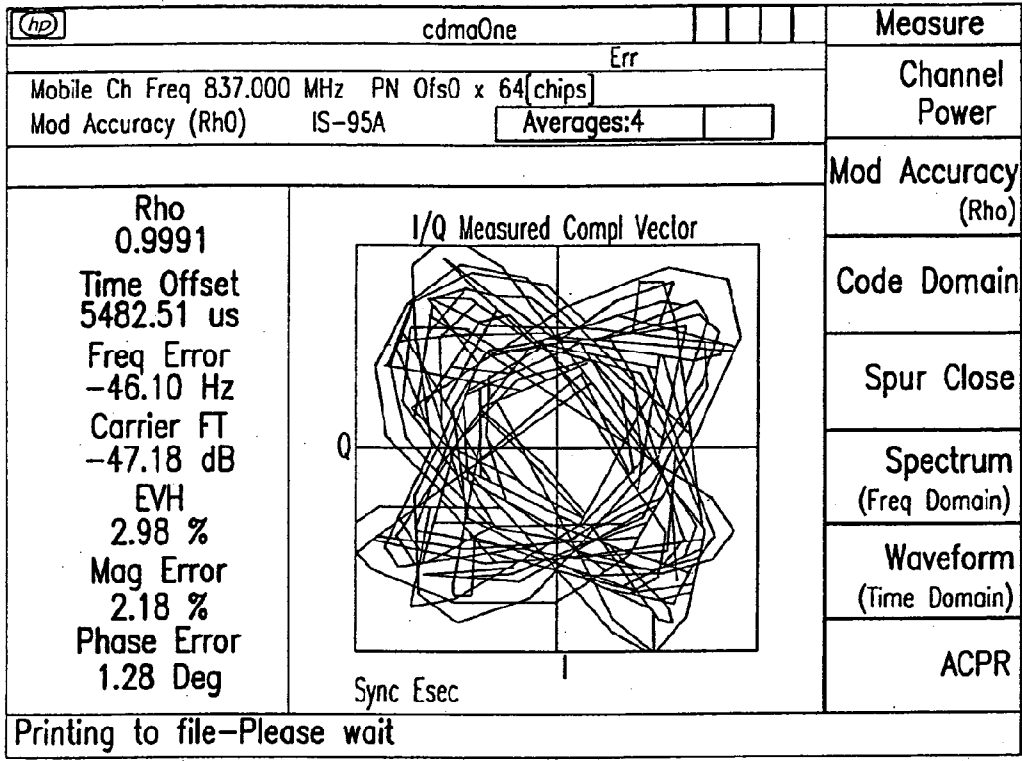 hp
cdmaOne
Err
Mobile Ch Freq 837.000 MHz PN Ofs0 x 64[chips]
Mod Accuracy (Rh0) IS-95A Averages:4
Rho
0.9991
Time Offset
5482.51 us
Freq Error
-46.10 Hz
Carrier FT
-47.18 dB
EVH
2.98 %
Mag Error
2.18 %
Phase Error
1.28 Deg
I/Q Measured Compl Vector
Q
I
Sync Esec
Measure
Channel
Power
Mod Accuracy
(Rho)
Code Domain
Spur Close
Spectrum
(Freq Domain)
Waveform
(Time Domain)
ACPR
Printing to file-Please wait